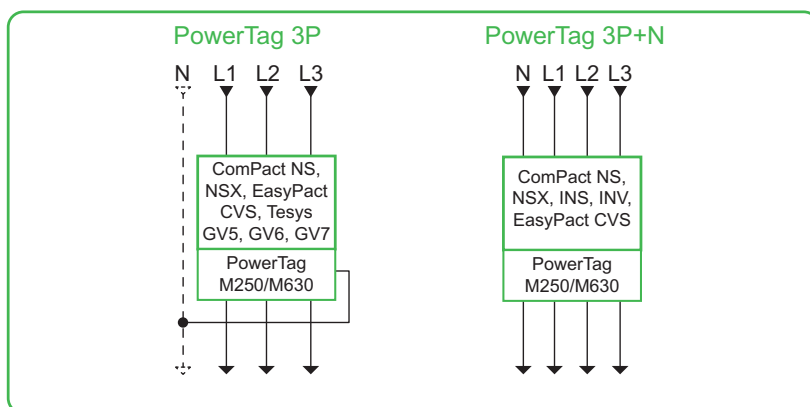 PowerTag 3P
N L1 L2 L3
ComPact NS,
NSX, EasyPact
CVS, Tesys
GV5, GV6, GV7
PowerTag
M250/M630
PowerTag 3P+N
N L1 L2 L3
ComPact NS,
NSX, INS, INV,
EasyPact CVS
PowerTag
M250/M630